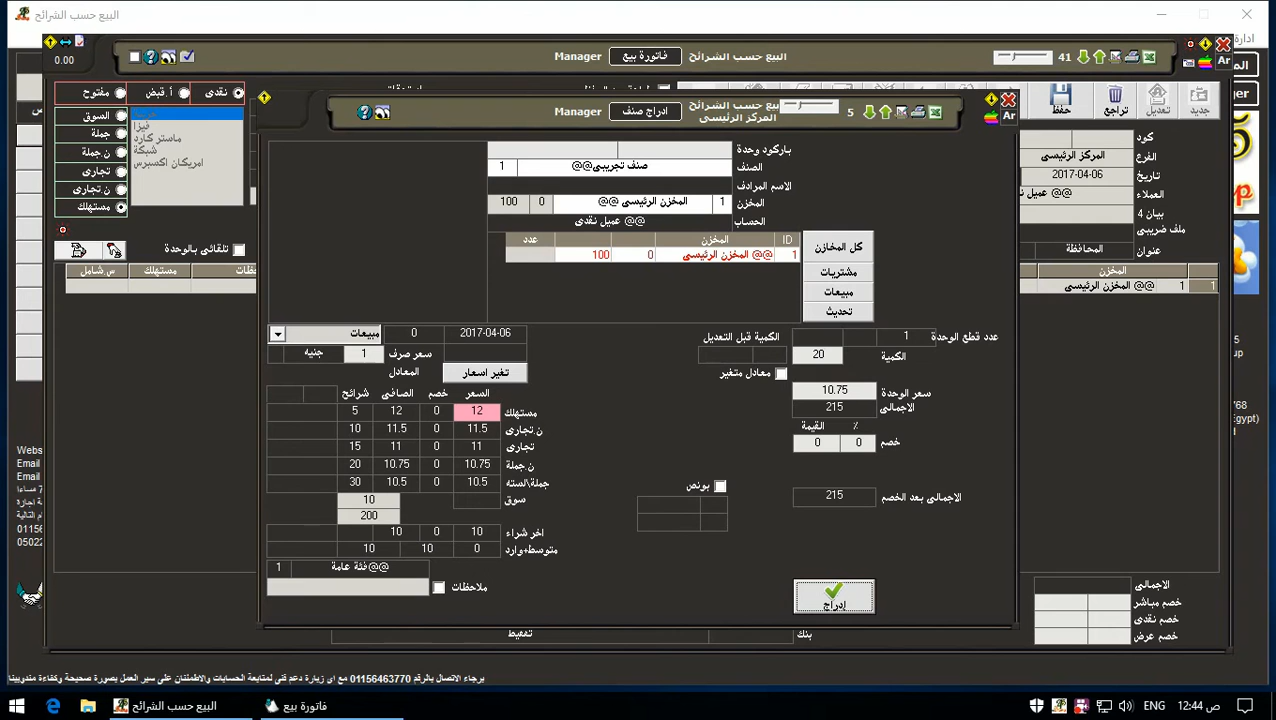 البيع حسب الشرائح
ادارة
0.00
Manager
فاتورة بيع
البيع حسب الشرائح
41
Ar
مفتوح
أ.قبض
نقدى
السوق
جملة
ن.جملة
تجارى
ن.تجارى
مستهلك
فيزا
ماستر كارد
شبكة
امريكان اكسبرس
تلقائى بالوحدة
س شامل
مستهلك
حفظ
تراجع
تعديل
جديد
كود
الفرع
المركز الرئيسى
تاريخ
2017-04-06
العملاء
@@ عميل نقدى
بيان 4
ملف ضريبى
عنوان
المحافظة
المخزن
1
1
@@ المخزن الرئيسى
Manager
ادراج صنف
البيع حسب الشرائح
المركز الرئيسى
5
Ar
باركود وحدة
الصنف
صنف تجريبى@@
1
الاسم المرادف
المخزن
1
المخزن الرئيسى @@
0
100
الحساب
@@ عميل نقدى
ID
المخزن
عدد
1
@@ المخزن الرئيسى
0
100
كل المخازن
مشتريات
مبيعات
تحديث
مبيعات
0
2017-04-06
جنيه
1
سعر صرف
المعادل
تغير اسعار
عدد قطع الوحدة
1
الكمية قبل التعديل
الكمية
20
معادل متغير
سعر الوحدة
10.75
الاجمالى
215
٪
القيمة
خصم
0
0
بونص
الاجمالى بعد الخصم
215
السعر
خصم
الصافى
شرائح
مستهلك
12
0
12
5
ن.تجارى
11.5
0
11.5
10
تجارى
11
0
11
15
ن.جملة
10.75
0
10.75
20
جملة\لسته
10.5
0
10.5
30
سوق
10
200
اخر شراء
10
0
10
متوسط+وارد
0
10
10
@@فئة عامة
1
ملاحظات
إدراج
الاجمالى
خصم مباشر
خصم نقدى
خصم عرض
بنك
تفقيط
Email
Email
برجاء الاتصال بالرقم 01156463770 مع اى زيارة دعم فنى لمتابعة الحسابات والاطمئنان على سير العمل بصورة صحيحة وكفاءة مندوبينا
البيع حسب الشرائح
فاتورة بيع
ENG
12:44 ص